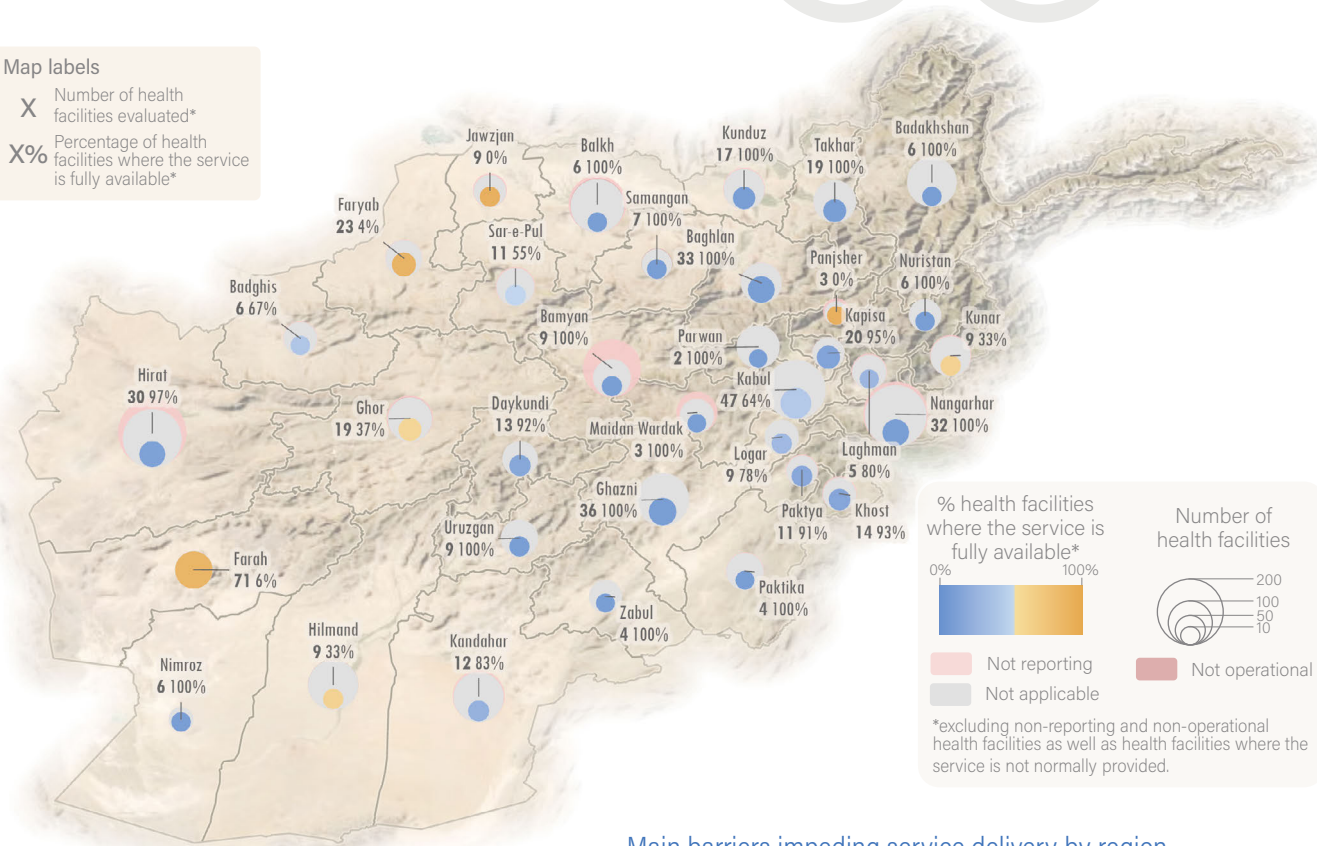 Map labels
X Number of health
facilities evaluated*
X% Percentage of health
facilities where the service
is fully available*
Jawzjan
9 0%
Balkh
6 100%
Kunduz
17 100%
Takhar
19 100%
Badakhshan
6 100%
Faryab
23 4%
Samangan
7 100%
Sar-e-Pul
11 55%
Baghlan
33 100%
Panjsher
3 0%
Nuristan
6 100%
Badghis
6 67%
Bamyan
9 100%
Parwan
2 100%
Kapisa
20 95%
Kunar
9 33%
Hirat
30 97%
Ghor
19 37%
Daykundi
13 92%
Kabul
47 64%
Maidan Wardak
3 100%
Nangarhar
32 100%
Logar
9 78%
Laghman
5 80%
Ghazni
36 100%
Paktya
11 91%
Khost
14 93%
Uruzgan
9 100%
Farah
71 6%
Paktika
4 100%
Zabul
4 100%
Hilmand
9 33%
Kandahar
12 83%
Nimroz
6 100%
% health facilities
where the service is
fully available*
0% 100%
Number of
health facilities
200
100
50
10
Not reporting
Not operational
Not applicable
*excluding non-reporting and non-operational
health facilities as well as health facilities where the
service is not normally provided.
Main barriers impeding service delivery by region